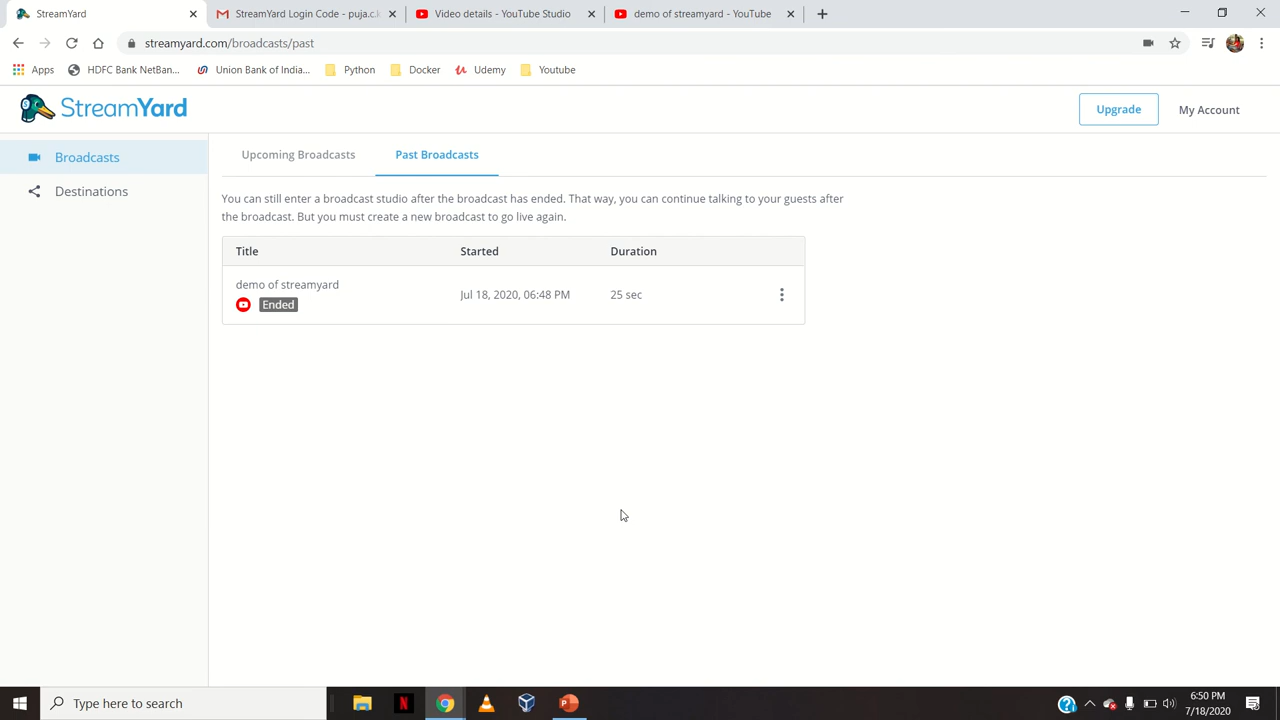 StreamYard
StreamYard Login Code - puja.c.k
Video details - YouTube Studio
demo of streamyard - YouTube
streamyard.com/broadcasts/past
Apps
HDFC Bank NetBan...
Union Bank of India...
Python
Docker
Udemy
Youtube
StreamYard
Upgrade
My Account
Broadcasts
Destinations
Upcoming Broadcasts
Past Broadcasts
You can still enter a broadcast studio after the broadcast has ended. That way, you can continue talking to your guests after
the broadcast. But you must create a new broadcast to go live again.
Title Started Duration
demo of streamyard
Ended
Jul 18, 2020, 06:48 PM
25 sec
Type here to search
6:50 PM
7/18/2020